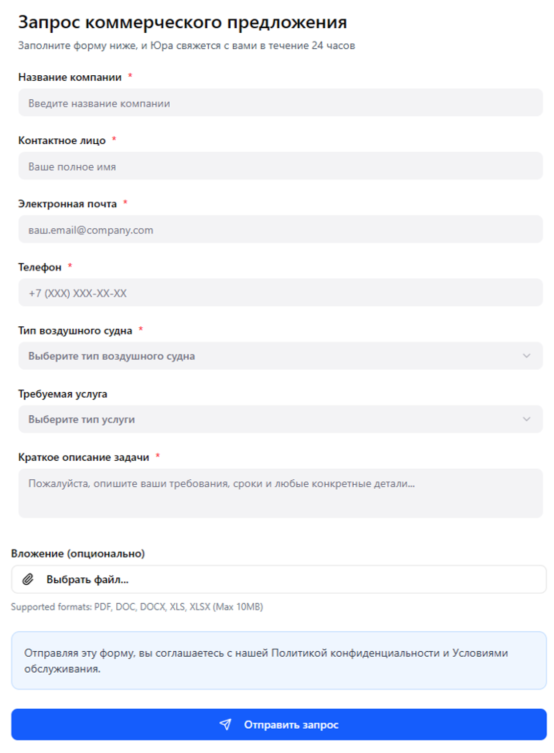 Запрос коммерческого предложения
Заполните форму ниже, и Юра свяжется с вами в течение 24 часов
Название компании *
Введите название компании
Контактное лицо *
Ваше полное имя
Электронная почта *
ваш.email@company.com
Телефон *
+7 (XXX) XXX-XX-XX
Тип воздушного судна *
Выберите тип воздушного судна
Требуемая услуга
Выберите тип услуги
Краткое описание задачи *
Пожалуйста, опишите ваши требования, сроки и любые конкретные детали...
Вложение (опционально)
Выбрать файл...
Supported formats: PDF, DOC, DOCX, XLS, XLSX (Max 10MB)
Отправляя эту форму, вы соглашаетесь с нашей Политикой конфиденциальности и Условиями
обслуживания.
Отправить запрос